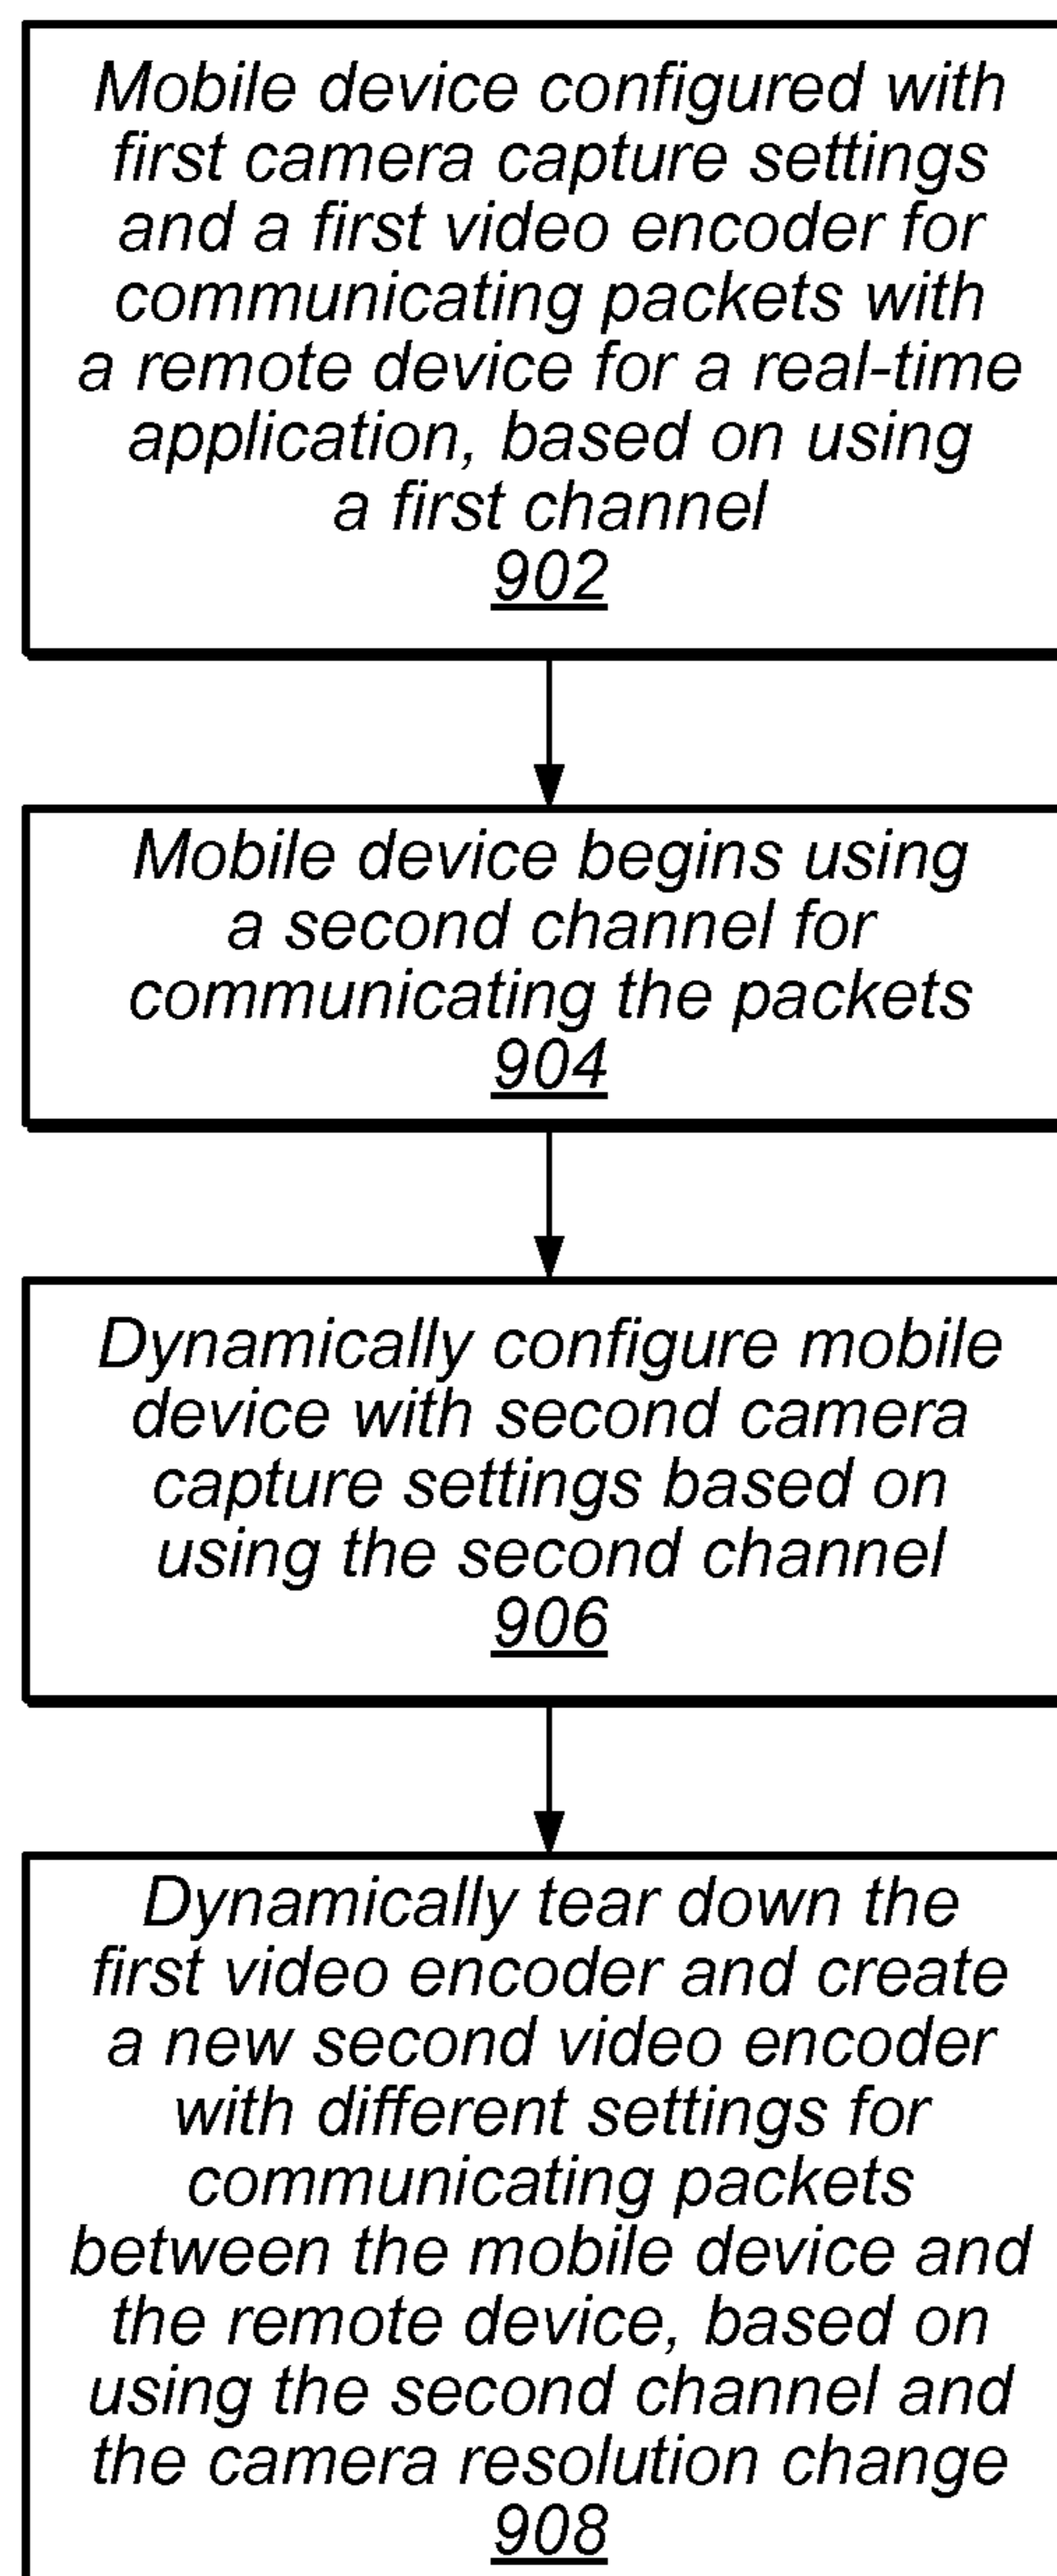 Mobile device configured with
first camera capture settings
and a first video encoder for
communicating packets with
a remote device for a real-time
application, based on using
a first channel
902
Mobile device begins using
a second channel for
communicating the packets
904
Dynamically configure mobile
device with second camera
capture settings based on
using the second channel
906
Dynamically tear down the
first video encoder and create
a new second video encoder
with different settings for
communicating packets
between the mobile device and
the remote device, based on
using the second channel and
the camera resolution change
908